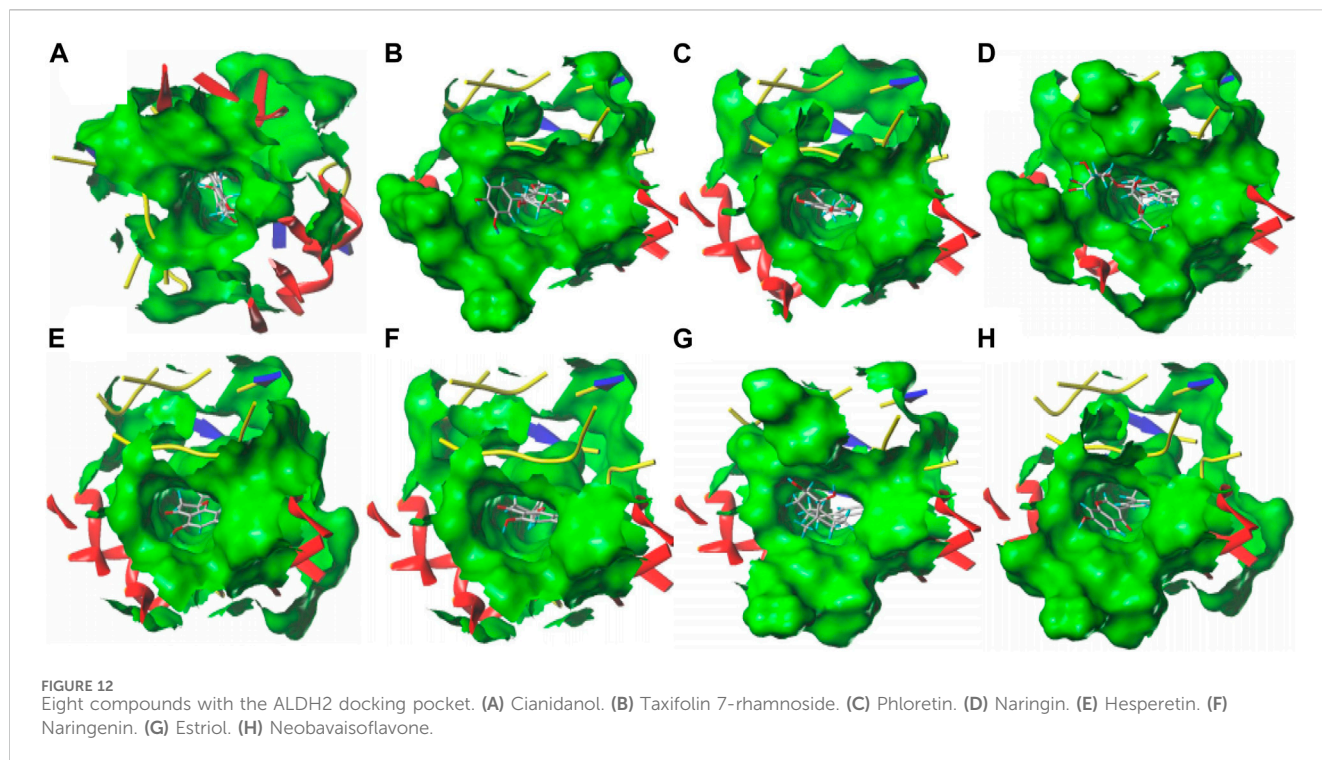 A
B
C
D
E
F
G
H
FIGURE 12
Eight compounds with the ALDH2 docking pocket. (A) Cianidanol. (B) Taxifolin 7-rhamnoside. (C) Phloretin. (D) Naringin. (E) Hesperetin. (F)
Naringenin. (G) Estriol. (H) Neobavaisoflavone.